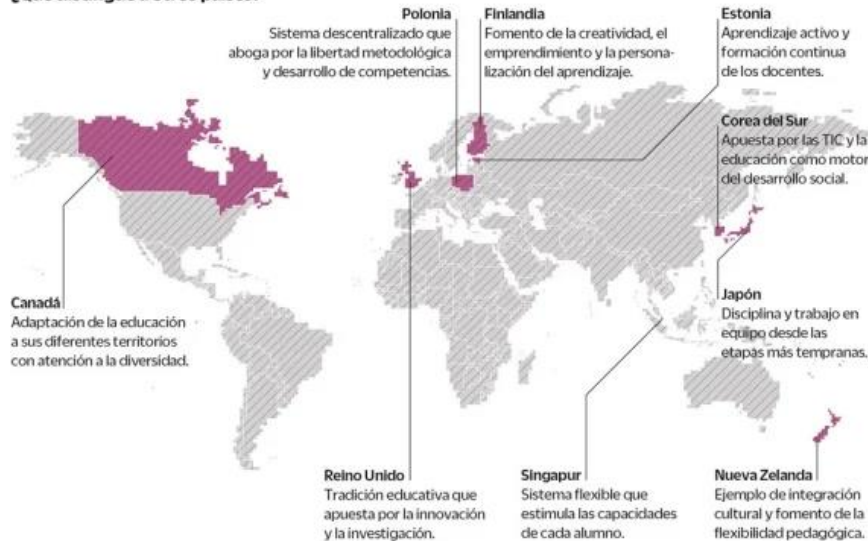 Polonia
Sistema descentralizado que
aboga por la libertad metodológica
y desarrollo de competencias.
Finlandia
Fomento de la creatividad, el
emprendimiento y la persona-
lización del aprendizaje.
Estonia
Aprendizaje activo y
formación continua
de los docentes.
Corea del Sur
Apuesta por las TIC y la
educación como motor
del desarrollo social.
Canadá
Adaptación de la educación
a sus diferentes territorios
con atención a la diversidad.
Japón
Disciplina y trabajo en
equipo desde las
etapas más tempranas.
Reino Unido
Tradición educativa que
apuesta por la innovación
y la investigación.
Singapur
Sistema flexible que
estimula las capacidades
de cada alumno.
Nueva Zelanda
Ejemplo de integración
cultural y fomento de la
flexibilidad pedagógica.